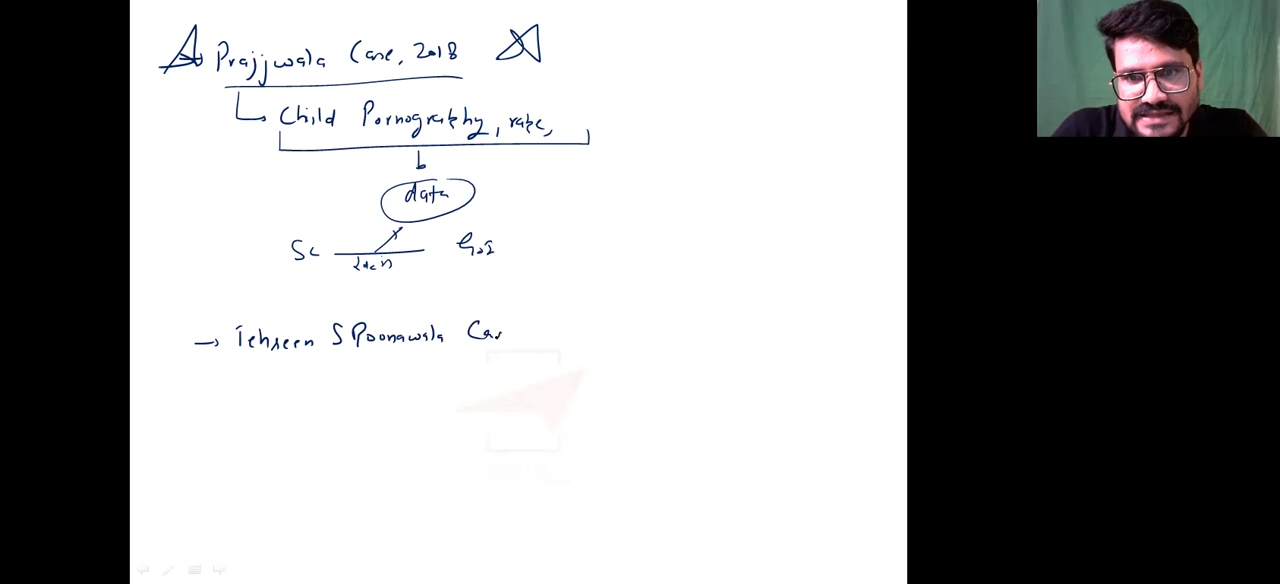 Prajjwala Case, 2018
Child Pornography, rape,
data
SC GoI
→ Tehseen S Poonawala Cas